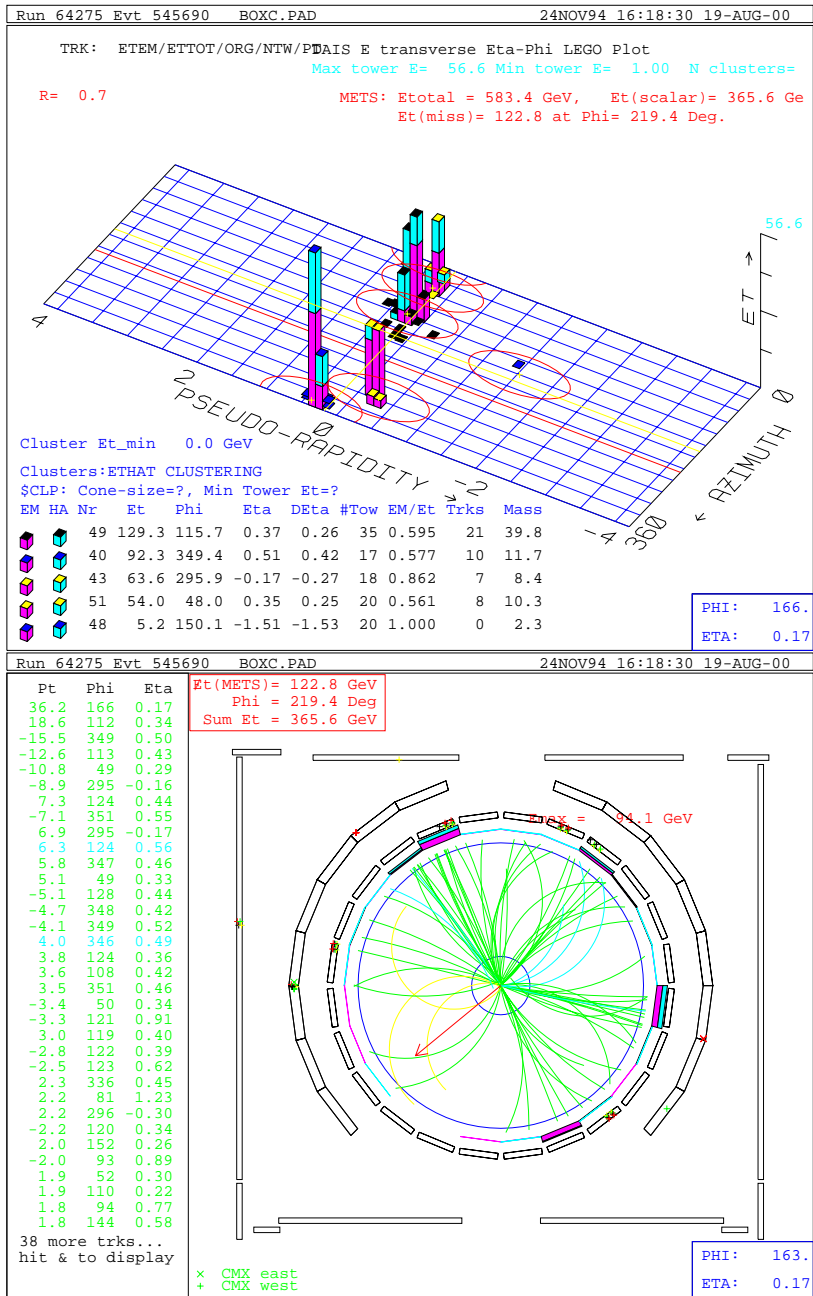 Run 64275 Evt 545690 BOXC.PAD 24NOV94 16:18:30 19-AUG-00
TRK: ETEM/ETTOT/ORG/NTW/PT DAIS E transverse Eta-Phi LEGO Plot
Max tower E= 56.6 Min tower E= 1.00 N clusters=
R= 0.7
METS: Etotal = 583.4 GeV, Et(scalar)= 365.6 Ge
Et(miss)= 122.8 at Phi= 219.4 Deg.
56.6
ET →
4
2
0
-2
-4
PSEUDO-RAPIDITY →
0
360
← AZIMUTH
Cluster Et_min 0.0 GeV
Clusters:ETHAT CLUSTERING
$CLP: Cone-size=?, Min Tower Et=?
EM HA Nr Et Phi Eta DEta #Tow EM/Et Trks Mass
49 129.3 115.7 0.37 0.26 35 0.595 21 39.8
40 92.3 349.4 0.51 0.42 17 0.577 10 11.7
43 63.6 295.9 -0.17 -0.27 18 0.862 7 8.4
51 54.0 48.0 0.35 0.25 20 0.561 8 10.3
48 5.2 150.1 -1.51 -1.53 20 1.000 0 2.3
PHI: 166.
ETA: 0.17
Run 64275 Evt 545690 BOXC.PAD 24NOV94 16:18:30 19-AUG-00
Pt Phi Eta
36.2 166 0.17
18.6 112 0.34
-15.5 349 0.50
-12.6 113 0.43
-10.8 49 0.29
-8.9 295 -0.16
7.3 124 0.44
-7.1 351 0.55
6.9 295 -0.17
6.3 124 0.56
5.8 347 0.46
5.1 49 0.33
-5.1 128 0.44
-4.7 348 0.42
-4.1 349 0.52
4.0 346 0.49
3.8 124 0.36
3.6 108 0.42
3.5 351 0.46
-3.4 50 0.34
-3.3 121 0.91
3.0 119 0.40
-2.8 122 0.39
-2.5 123 0.62
2.3 336 0.45
2.2 81 1.23
2.2 296 -0.30
-2.2 120 0.34
2.0 152 0.26
-2.0 93 0.89
1.9 52 0.30
1.9 110 0.22
1.8 94 0.77
1.8 144 0.58
38 more trks...
hit & to display
Et(METS)= 122.8 GeV
Phi = 219.4 Deg
Sum Et = 365.6 GeV
Emax = 94.1 GeV
× CMX east
+ CMX west
PHI: 163.
ETA: 0.17